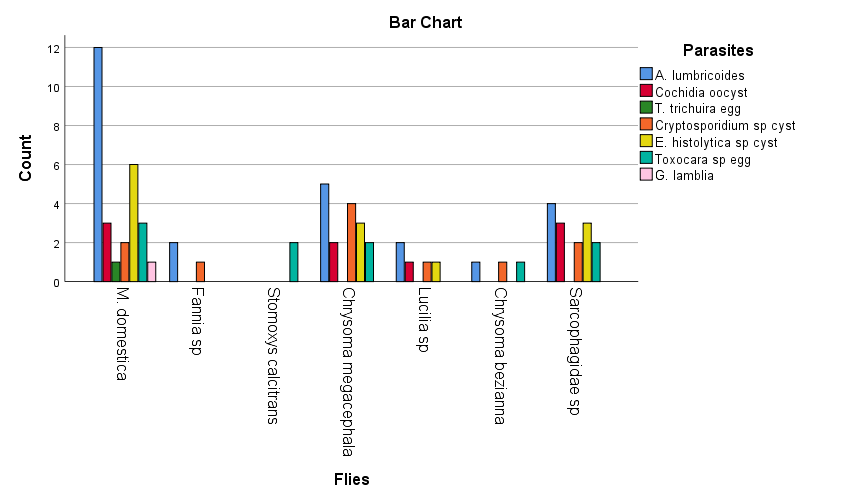 Bar Chart
Parasites
A. lumbricoides
Cochidia oocyst
T. trichuira egg
Cryptosporidium sp cyst
E. histolytica sp cyst
Toxocara sp egg
G. lamblia
Count
12
10
8
6
4
2
0
M. domestica
Fannia sp
Stomoxys calcitrans
Chrysoma megacephala
Lucilia sp
Chrysoma bezianna
Sarcophagidae sp
Flies